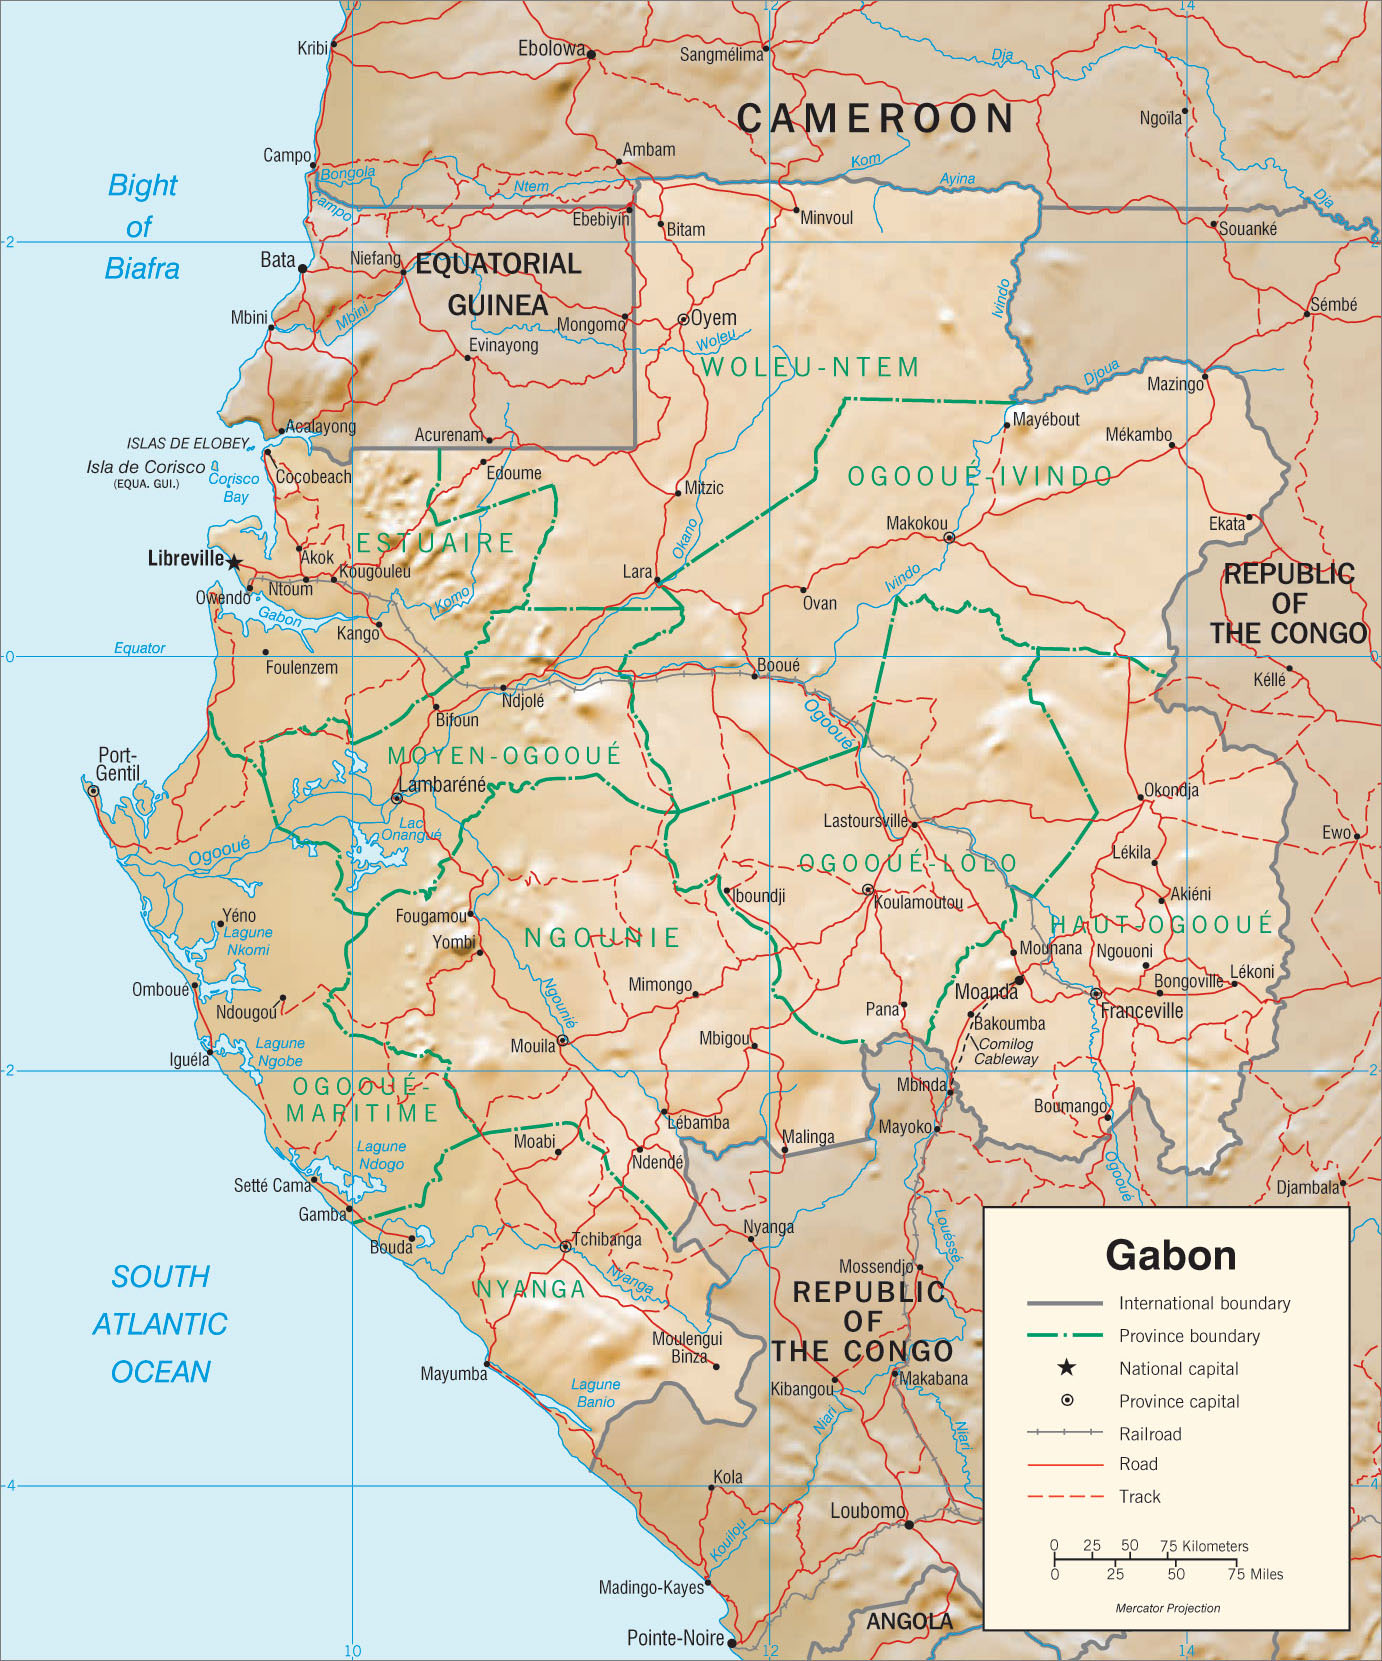 10
12
14
Kribi
Ebolowa
Sangmélima
Dja
CAMEROON
Ngoïla
Campo
Ambam
Bongola
Ntem
Kom
Ayina
Dja
Campo
Ebebiyin
Bitam
Minvoul
Souanké
Bight
of
Biafra
2
2
Bata
Niefang
EQUATORIAL
GUINEA
Mbini
Mbini
Mongomo
Oyem
Woleu
Ivindo
Sémbé
Evinayong
WOLEU-NTEM
Djoua
Mazingo
Acalayong
Acurenam
Mayébout
Mékambo
ISLAS DE ELOBEY
Isla de Corisco
(EQUA. GUI.)
Corisco
Bay
Cocobeach
Edoume
Mitzic
OGOOUÉ-IVINDO
Makokou
Ekata
ESTUAIRE
Okano
Libreville
Akok
Kougouleu
Lara
Ivindo
REPUBLIC
OF
THE CONGO
Owendo
Ntoum
Komo
Ovan
Gabon
Kango
Equator
0
0
Foulenzem
Booué
Kéllé
Ndjolé
Bifoun
Ogooué
Port-
Gentil
MOYEN-OGOOUÉ
Lambaréné
Okondja
Lac
Onangué
Lastoursville
Ewo
Ogooué
OGOOUÉ-LOLO
Lékila
Iboundji
Koulamoutou
Akiéni
Yéno
Fougamou
HAUT-OGOOUÉ
Lagune
Nkomi
Yombi
NGOUNIE
Mounana
Ngouoni
Omboué
Ngounié
Mimongo
Moanda
Bongoville
Lékoni
Ndougou
Pana
Franceville
Bakoumba
Iguéla
Lagune
Ngobe
Mouila
Mbigou
Comilog
Cableway
2
2
OGOOUÉ-
MARITIME
Mbinda
Boumango
Lébamba
Mayoko
Moabi
Malinga
Lagune
Ndogo
Ndendé
Ogooué
Setté Cama
Djambala
Gamba
Bouda
Tchibanga
Nyanga
Louéssé
NYANGA
Nyanga
Mossendjo
SOUTH
ATLANTIC
OCEAN
REPUBLIC
OF
THE CONGO
Moulengui
Binza
Mayumba
Lagune
Banio
Kibangou
Makabana
Niari
Niari
4
4
Kola
Loubomo
Kouilou
Madingo-Kayes
Pointe-Noire
ANGOLA
10
12
Gabon
International boundary
Province boundary
National capital
Province capital
Railroad
Road
Track
0 25 50 75 Kilometers
0 25 50 75 Miles
Mercator Projection
14